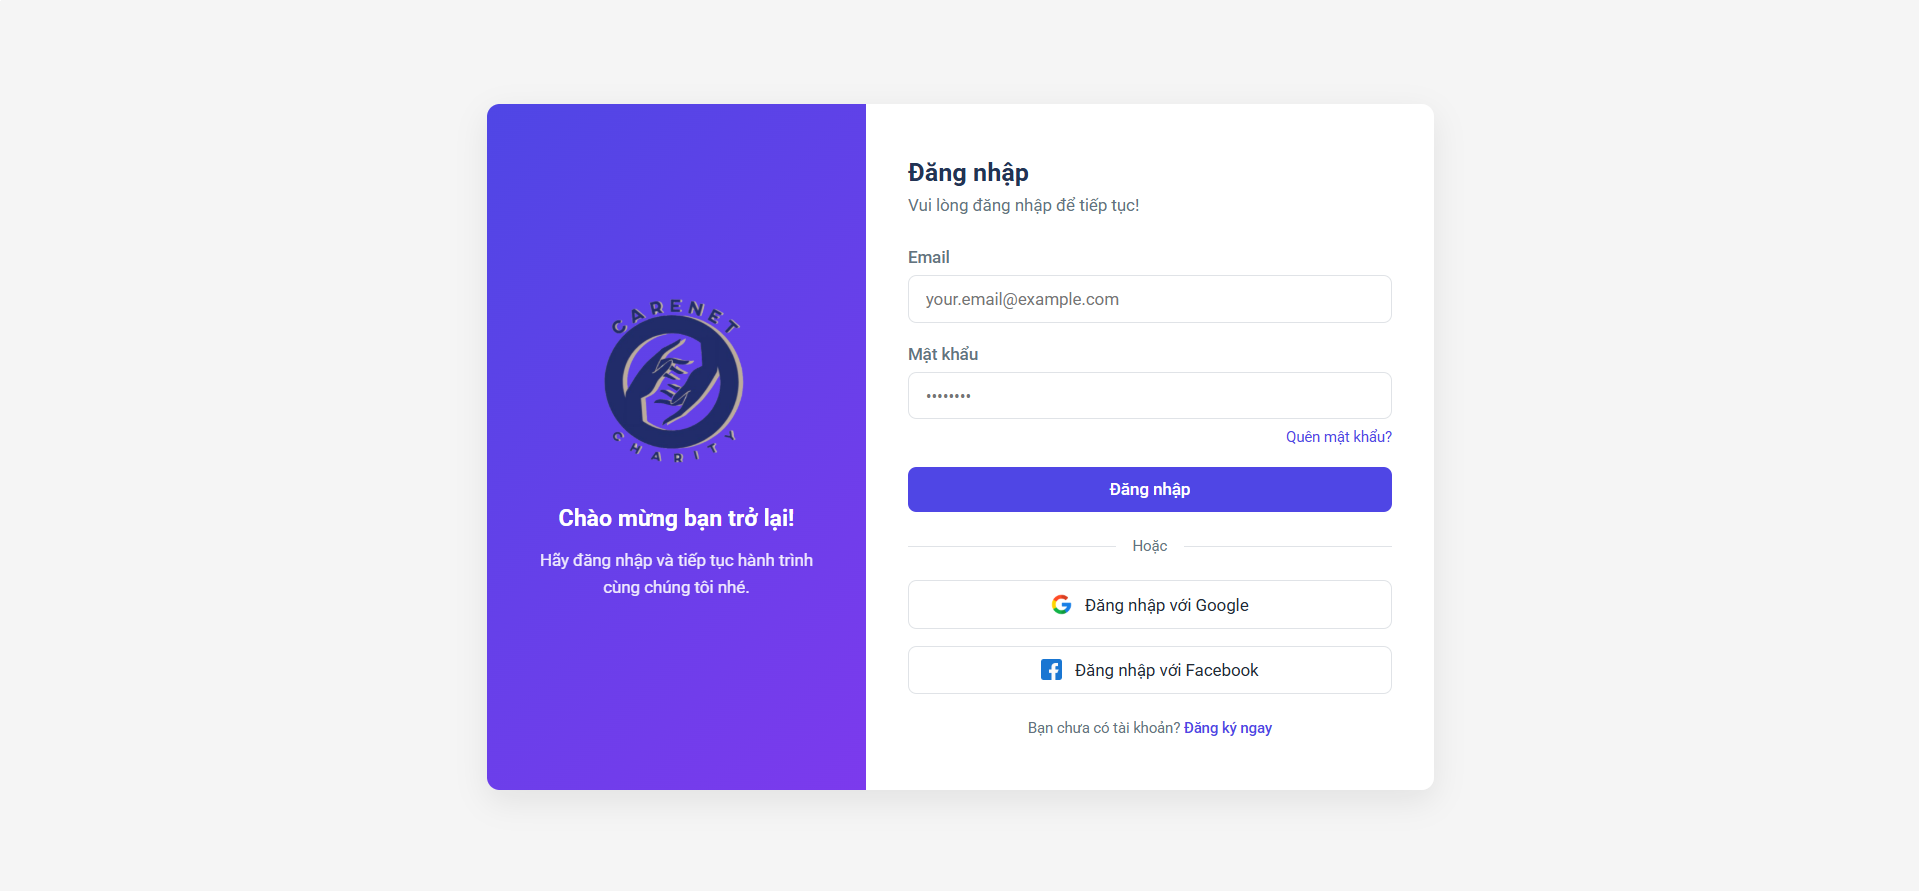 CARENET
CHARITY
Chào mừng bạn trở lại!
Hãy đăng nhập và tiếp tục hành trình
cùng chúng tôi nhé.
Đăng nhập
Vui lòng đăng nhập để tiếp tục!
Email
your.email@example.com
Mật khẩu
••••••••
Quên mật khẩu?
Đăng nhập
Hoặc
Đăng nhập với Google
Đăng nhập với Facebook
Bạn chưa có tài khoản? Đăng ký ngay